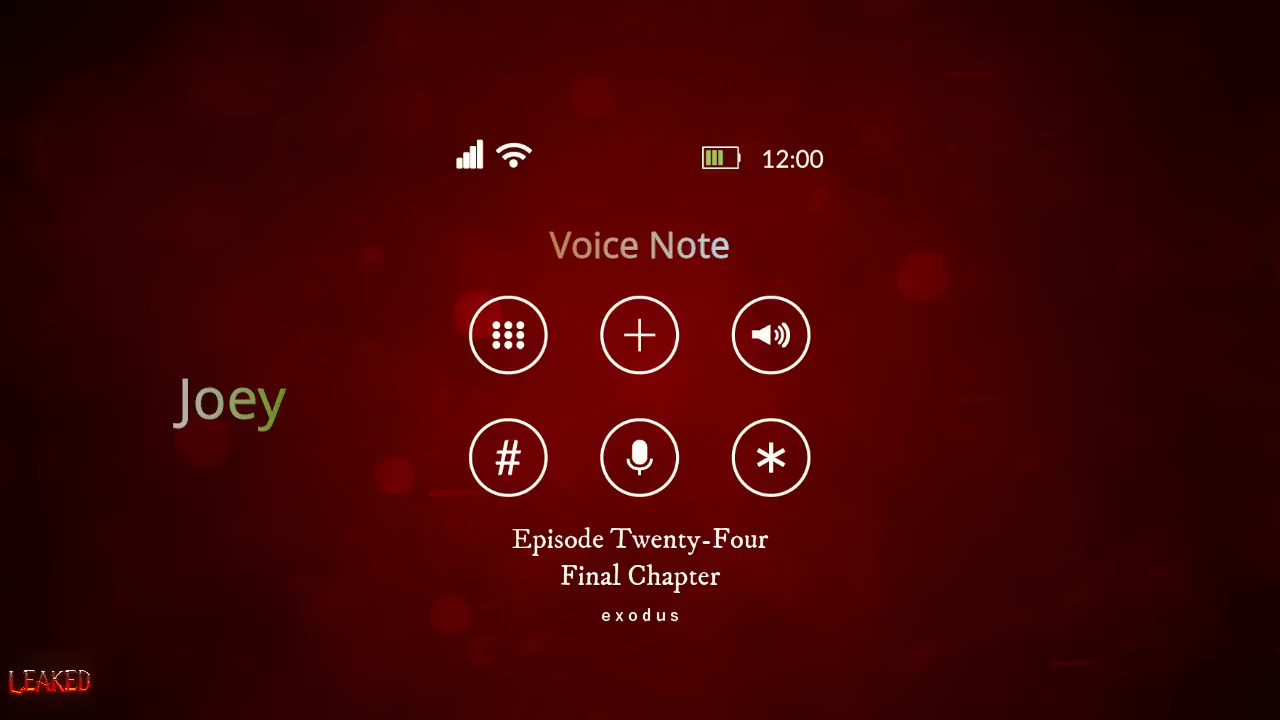 12:00
Voice Note
Joey
#
*
Episode Twenty-Four
Final Chapter
exodus
LEAKED